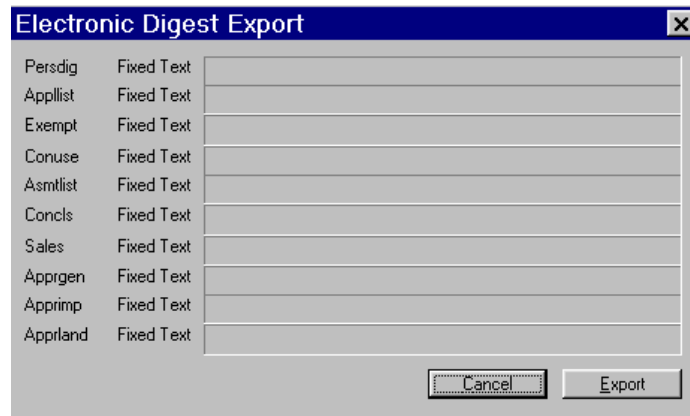 Electronic Digest Export
Persdig Fixed Text
Appllist Fixed Text
Exempt Fixed Text
Conuse Fixed Text
Asmtlist Fixed Text
Concls Fixed Text
Sales Fixed Text
Apprgen Fixed Text
Apprimp Fixed Text
Apprland Fixed Text
Cancel Export